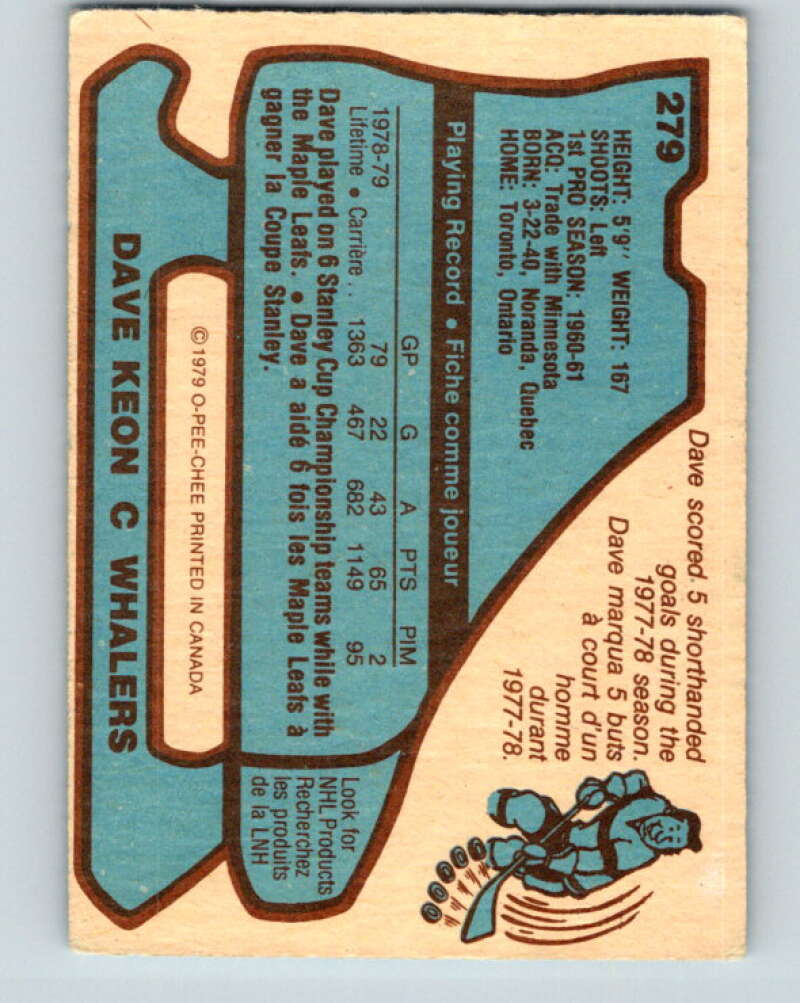 279
HEIGHT: 5'9" WEIGHT: 167
SHOOTS: Left
1st PRO SEASON: 1960-61
ACQ: Trade with Minnesota
BORN: 3-22-40, Noranda, Quebec
HOME: Toronto, Ontario
Dave scored 5 shorthanded
goals during the
1977-78 season.
Dave marqua 5 buts
à court d'un
homme
durant
1977-78.
Playing Record • Fiche comme joueur
GP G A PTS PIM
1978-79 79 22 43 65 2
Lifetime • Carrière .. 1363 467 682 1149 95
Dave played on 6 Stanley Cup Championship teams while with
the Maple Leafs. • Dave a aidé 6 fois les Maple Leafs à
gagner la Coupe Stanley.
Look for
NHL Products
Recherchez
les produits
de la LNH
©1979 O-PEE-CHEE PRINTED IN CANADA
DAVE KEON C WHALERS